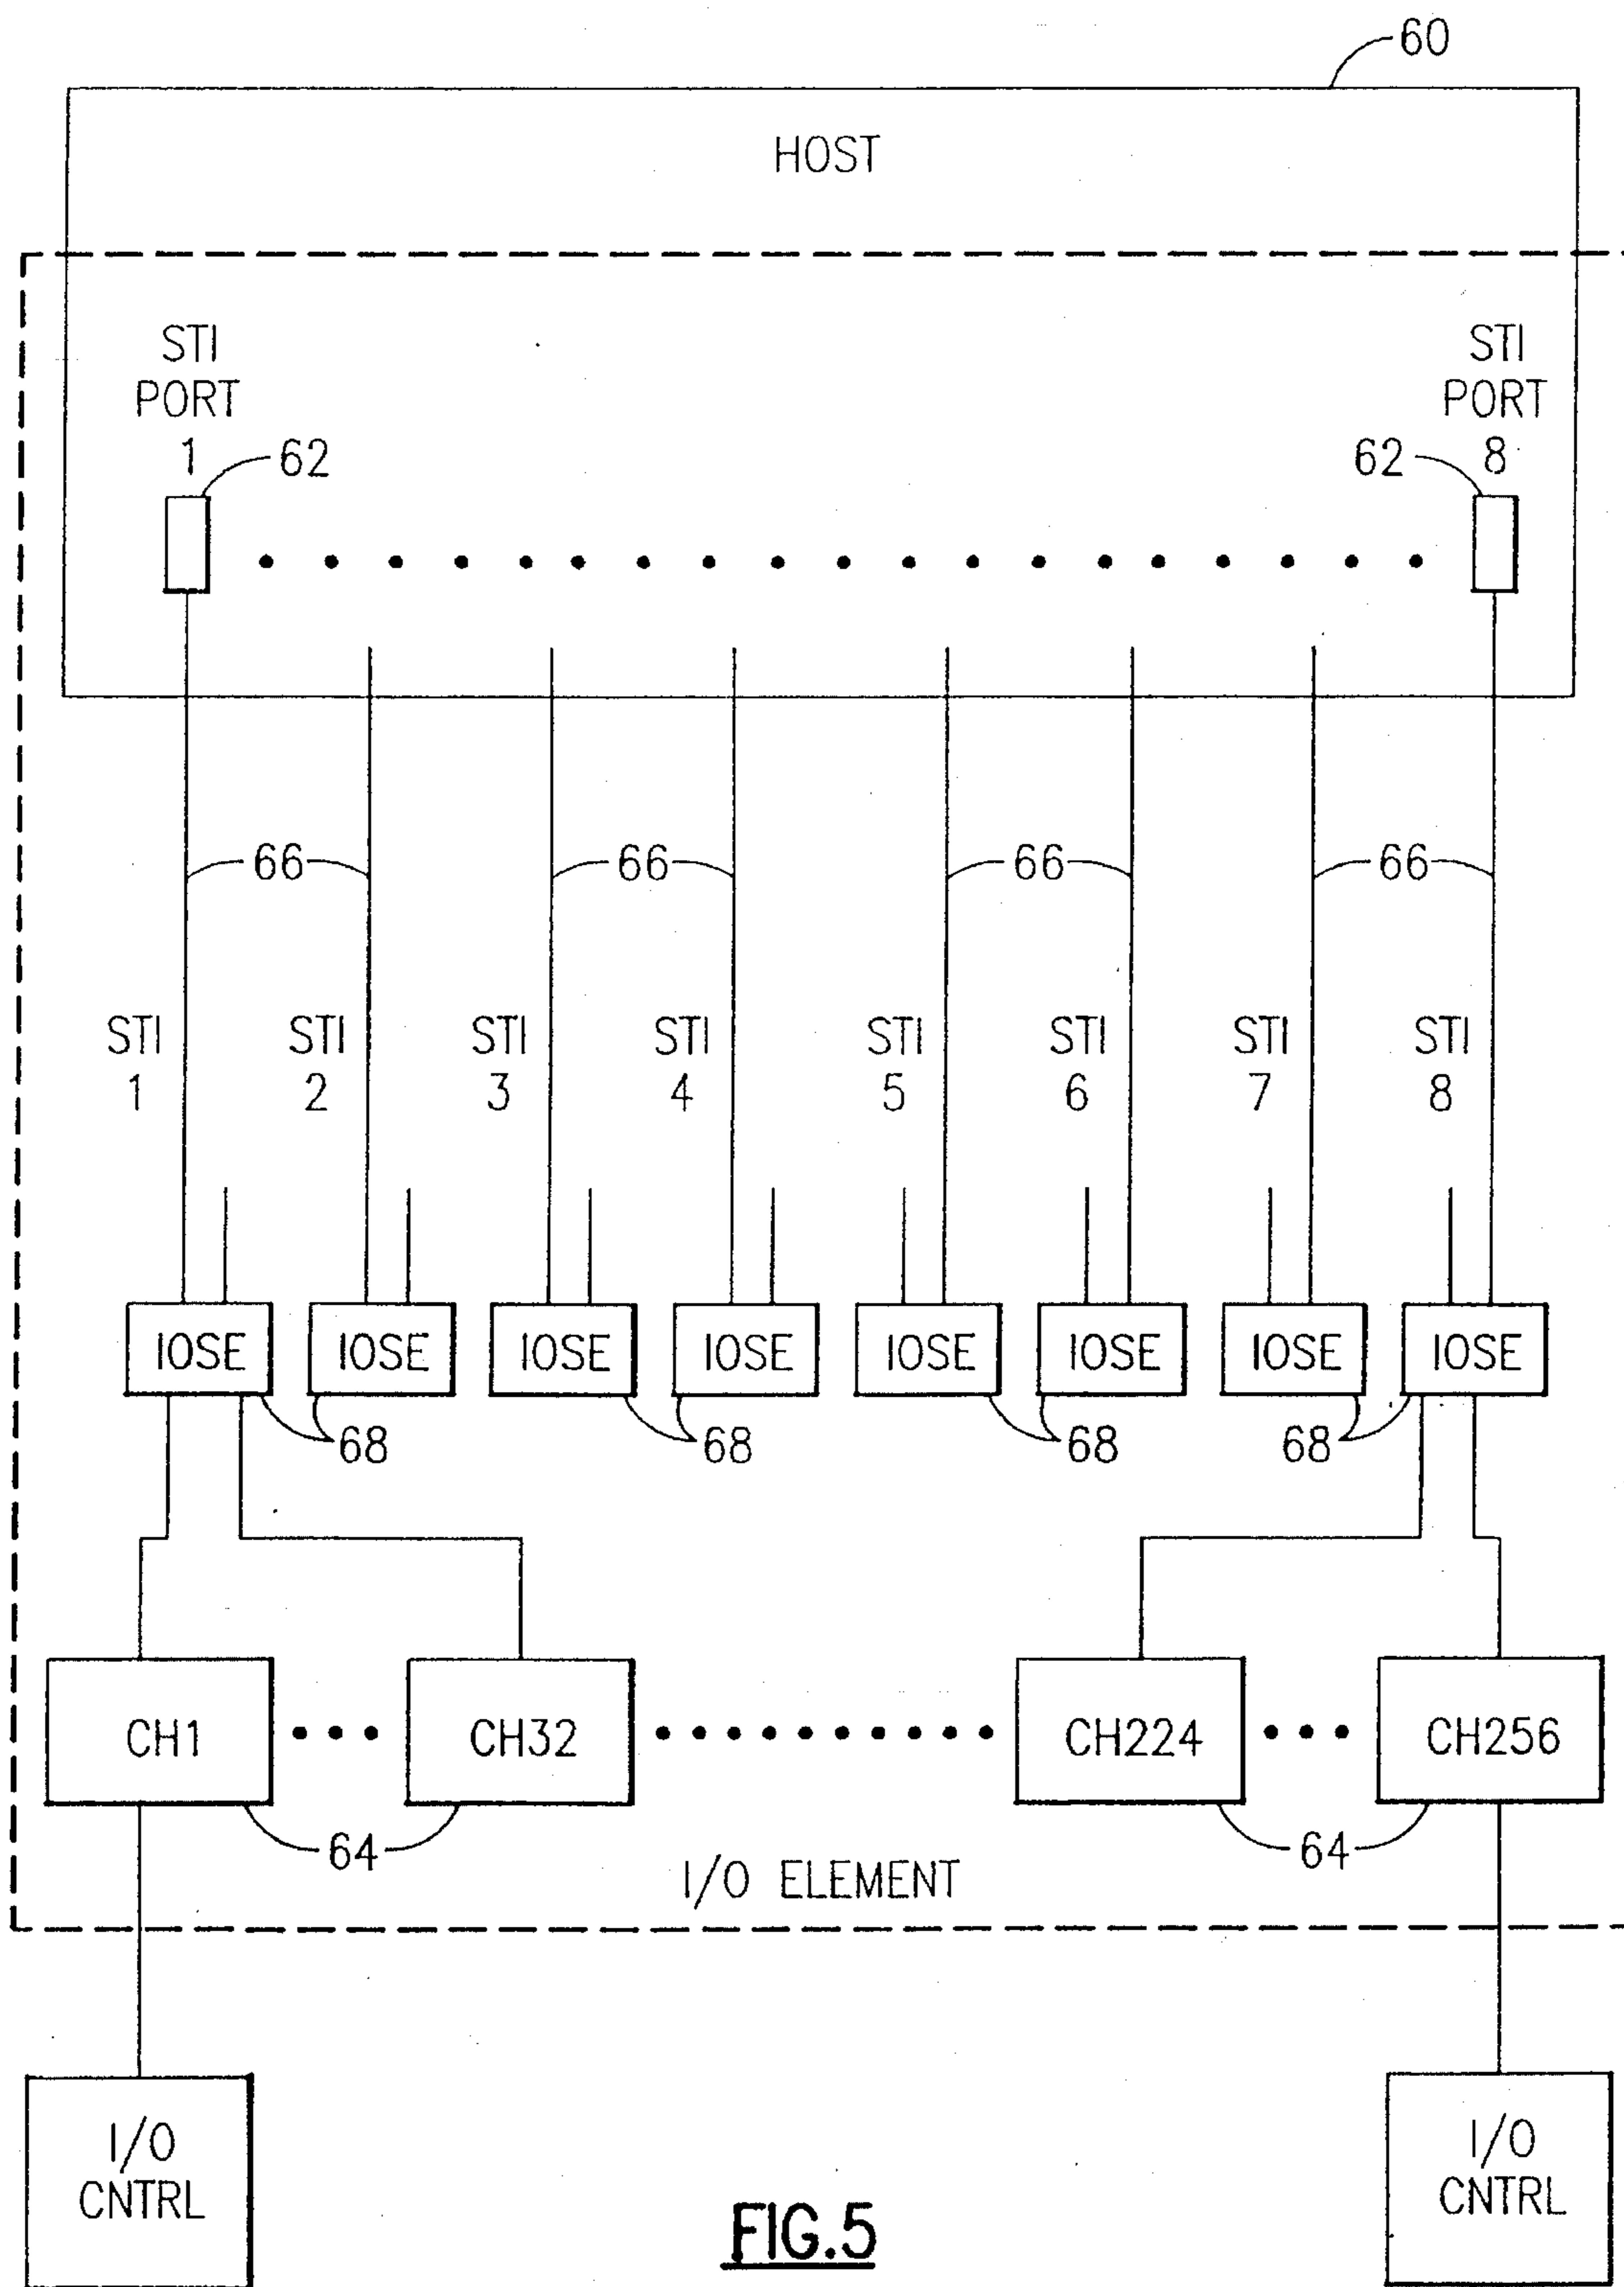 60
HOST
STI
PORT
1
62
STI
PORT
8
62
66
66
66
66
STI
1
STI
2
STI
3
STI
4
STI
5
STI
6
STI
7
STI
8
IOSE
IOSE
IOSE
IOSE
IOSE
IOSE
IOSE
IOSE
68
68
68
68
CH1
CH32
CH224
CH256
64
64
I/O ELEMENT
I/O
CNTRL
I/O
CNTRL
FIG.5